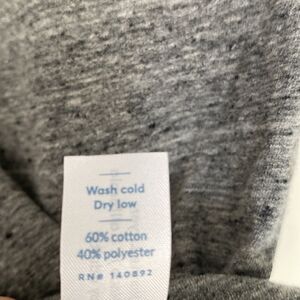 Wash cold
Dry low
60% cotton
40% polyester
RN# 140892